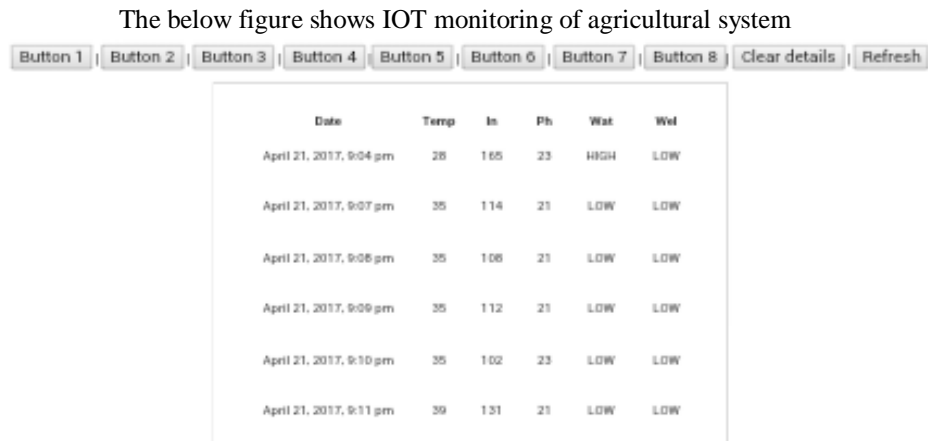 The below figure shows IOT monitoring of agricultural system
Button 1 | Button 2 | Button 3 | Button 4 | Button 5 | Button 6 | Button 7 | Button 8 | Clear details | Refresh
Date Temp In Ph Wat Wel
April 21, 2017, 9:04 pm 28 165 23 HIGH LOW
April 21, 2017, 9:07 pm 35 114 21 LOW LOW
April 21, 2017, 9:08 pm 35 108 21 LOW LOW
April 21, 2017, 9:09 pm 35 112 21 LOW LOW
April 21, 2017, 9:10 pm 35 102 23 LOW LOW
April 21, 2017, 9:11 pm 39 131 21 LOW LOW